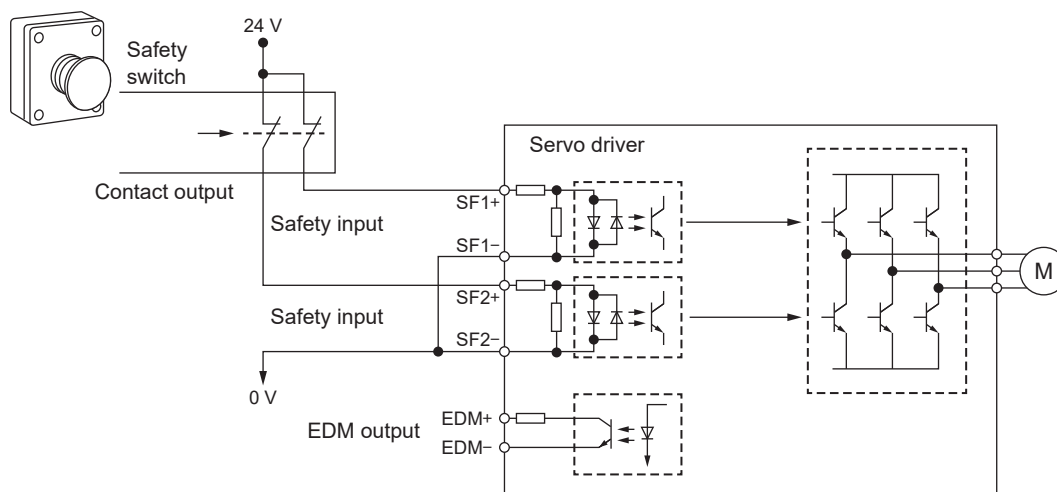 24 V
Safety
switch
Servo driver
Contact output
SF1+
Safety input
SF1−
M
SF2+
Safety input
SF2−
0 V
EDM+
EDM output
EDM−